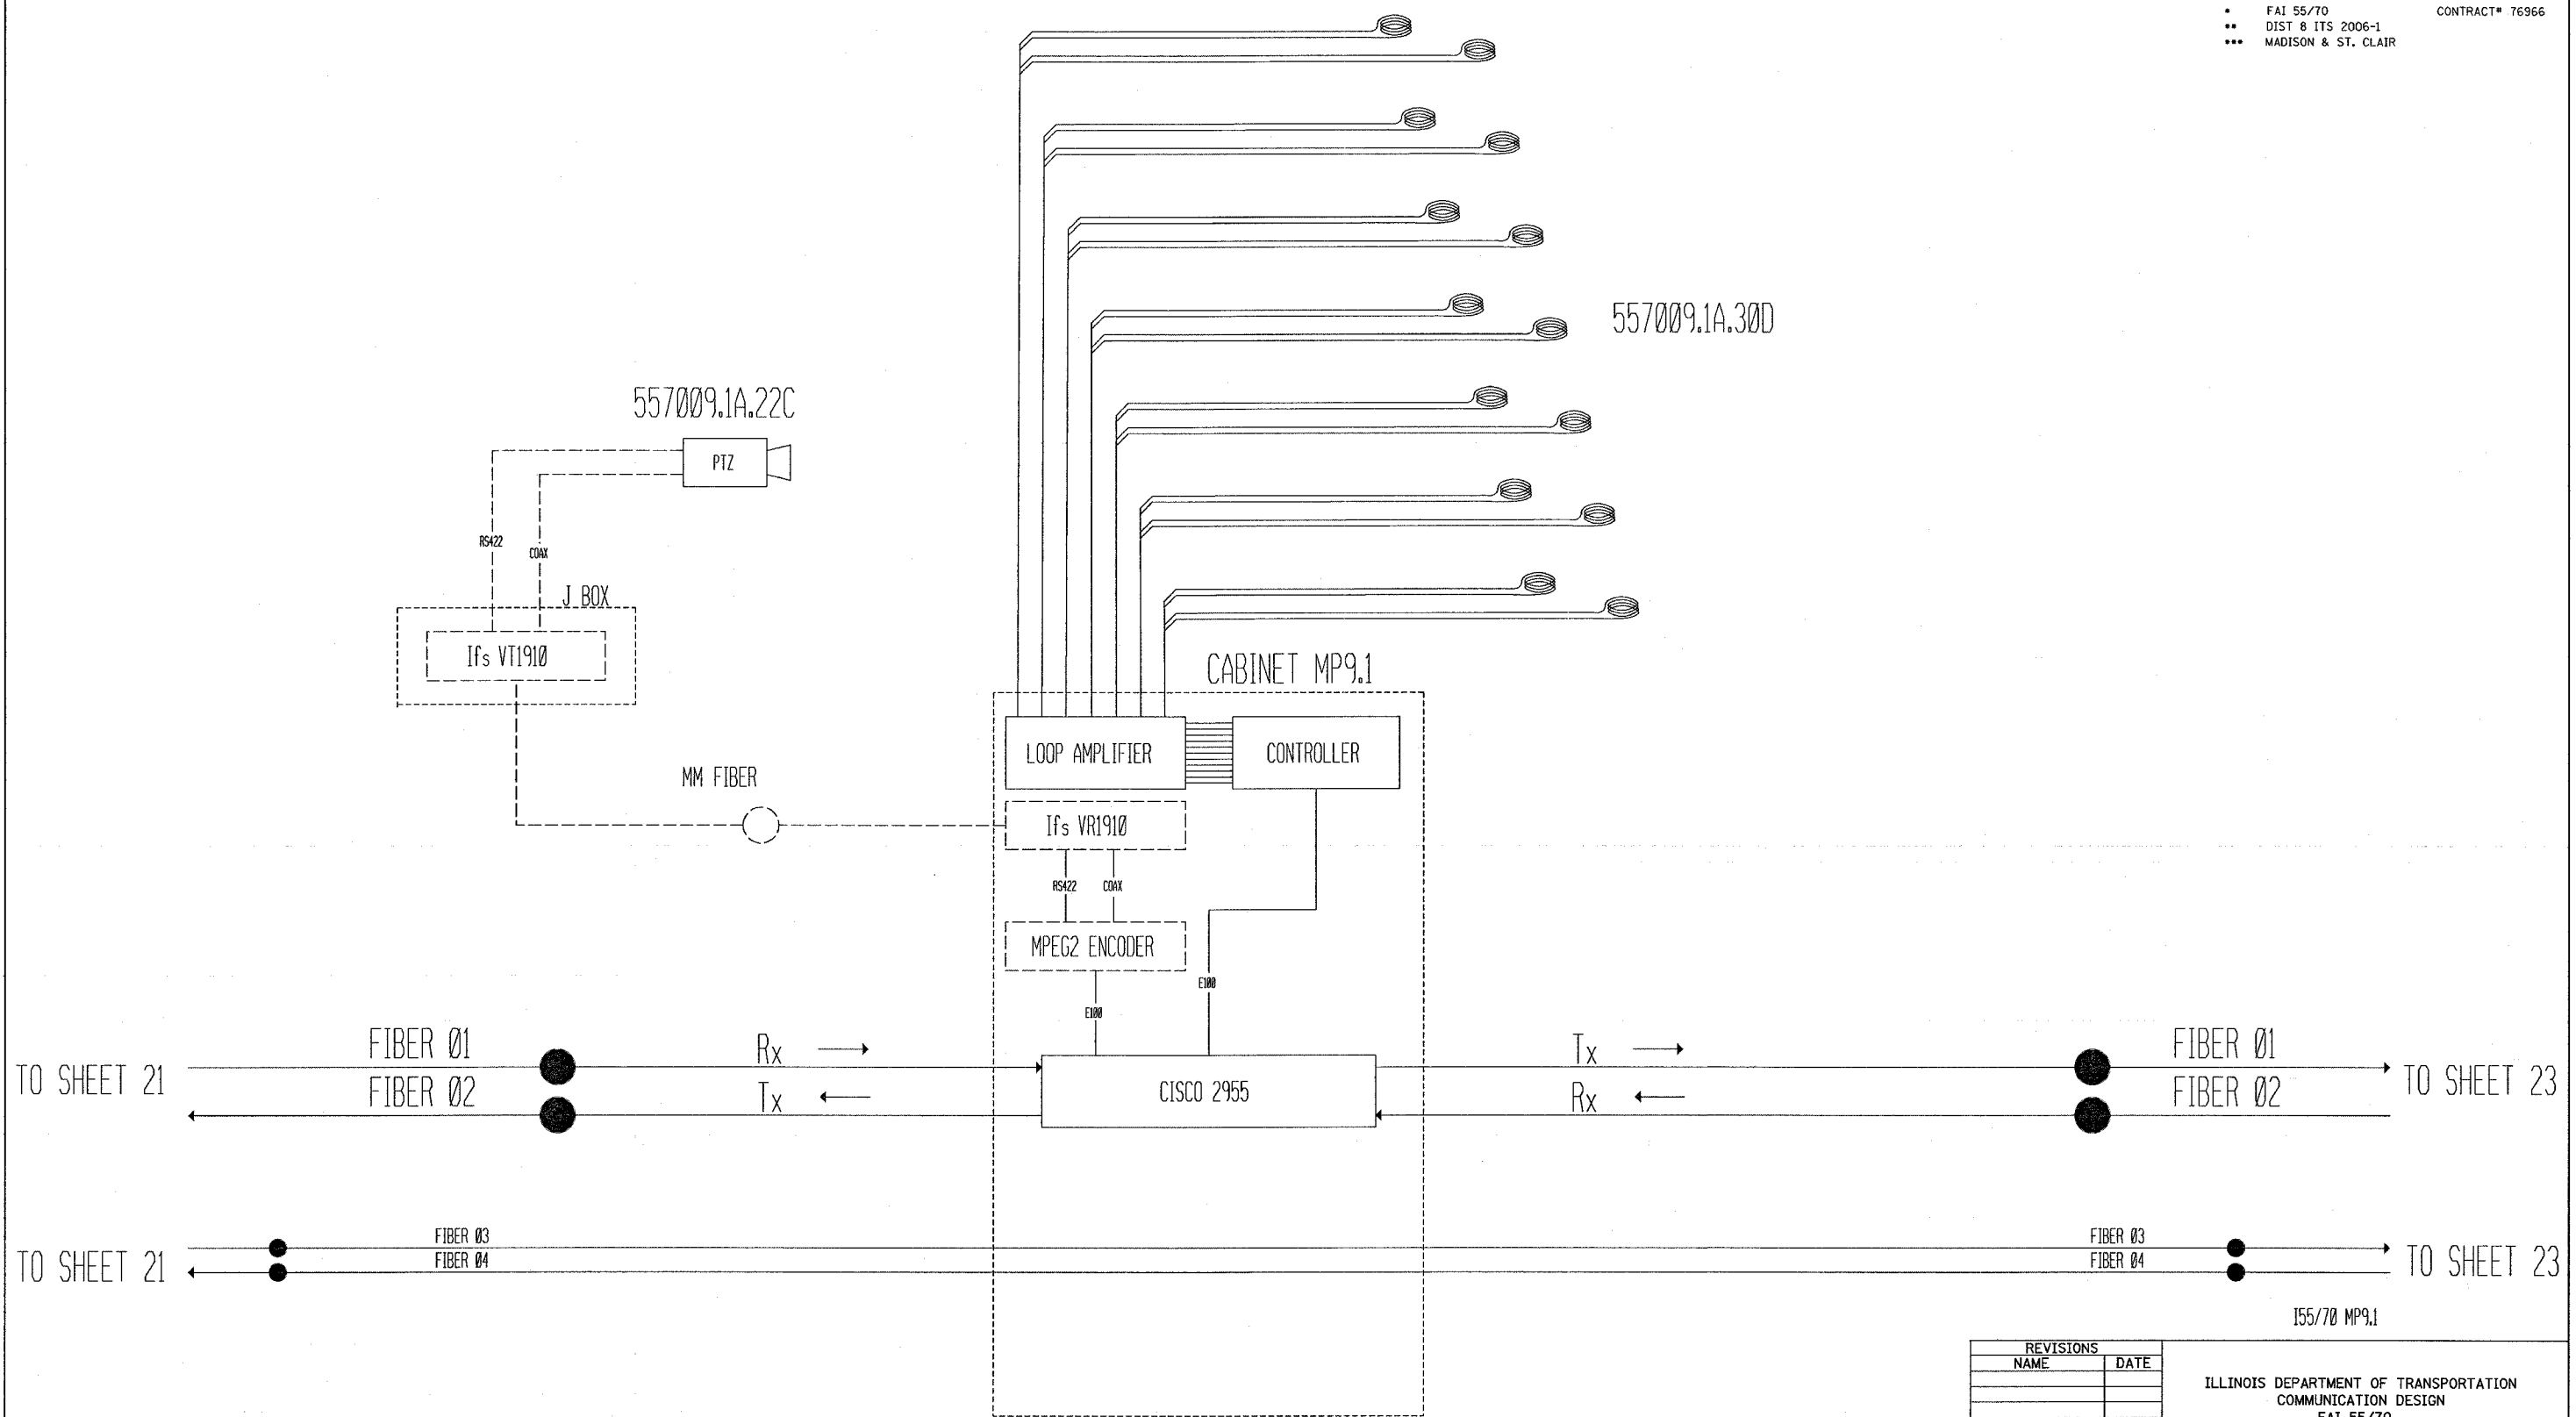 • FAI 55/70 CONTRACT# 76966
•• DIST 8 ITS 2006-1
••• MADISON & ST. CLAIR
557009.1A.30D
557009.1A.22C
PTZ
RS422
COAX
J BOX
Ifs VT1910
CABINET MP9.1
LOOP AMPLIFIER
CONTROLLER
MM FIBER
Ifs VR1910
RS422 COAX
MPEG2 ENCODER
E100
E100
FIBER 01 Rx Tx FIBER 01
TO SHEET 21 CISCO 2955 TO SHEET 23
FIBER 02 Tx Rx FIBER 02
FIBER 03 FIBER 03
TO SHEET 21 TO SHEET 23
FIBER 04 FIBER 04
I55/70 MP9.1
REVISIONS
NAME DATE
ILLINOIS DEPARTMENT OF TRANSPORTATION
COMMUNICATION DESIGN
FAI 55/70